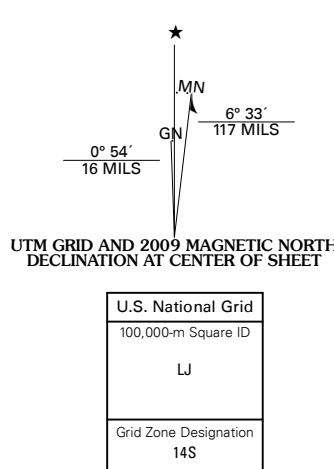 ★
MN
GN
6° 33´
117 MILS
0° 54´
16 MILS
UTM GRID AND 2009 MAGNETIC NORTH
DECLINATION AT CENTER OF SHEET
U.S. National Grid
100,000-m Square ID
LJ
Grid Zone Designation
14S